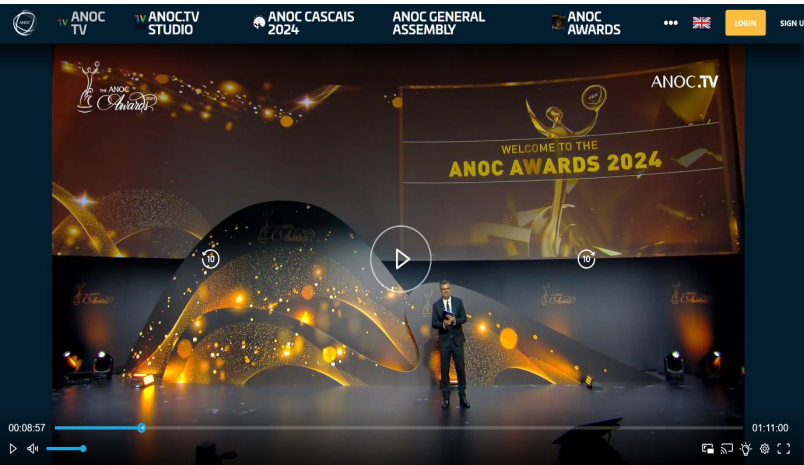 ANOC
TV
ANOC.TV
STUDIO
ANOC CASCAIS
2024
ANOC GENERAL
ASSEMBLY
ANOC
AWARDS
LOGIN
SIGN U
THE ANOC
Awards
ANOC.TV
WELCOME TO THE
ANOC AWARDS 2024
10
10
00:08:57
01:11:00